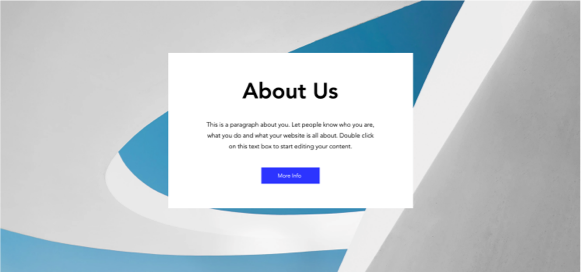 About Us
This is a paragraph about you. Let people know who you are,
what you do and what your website is all about. Double click
on this text box to start editing your content.
More Info